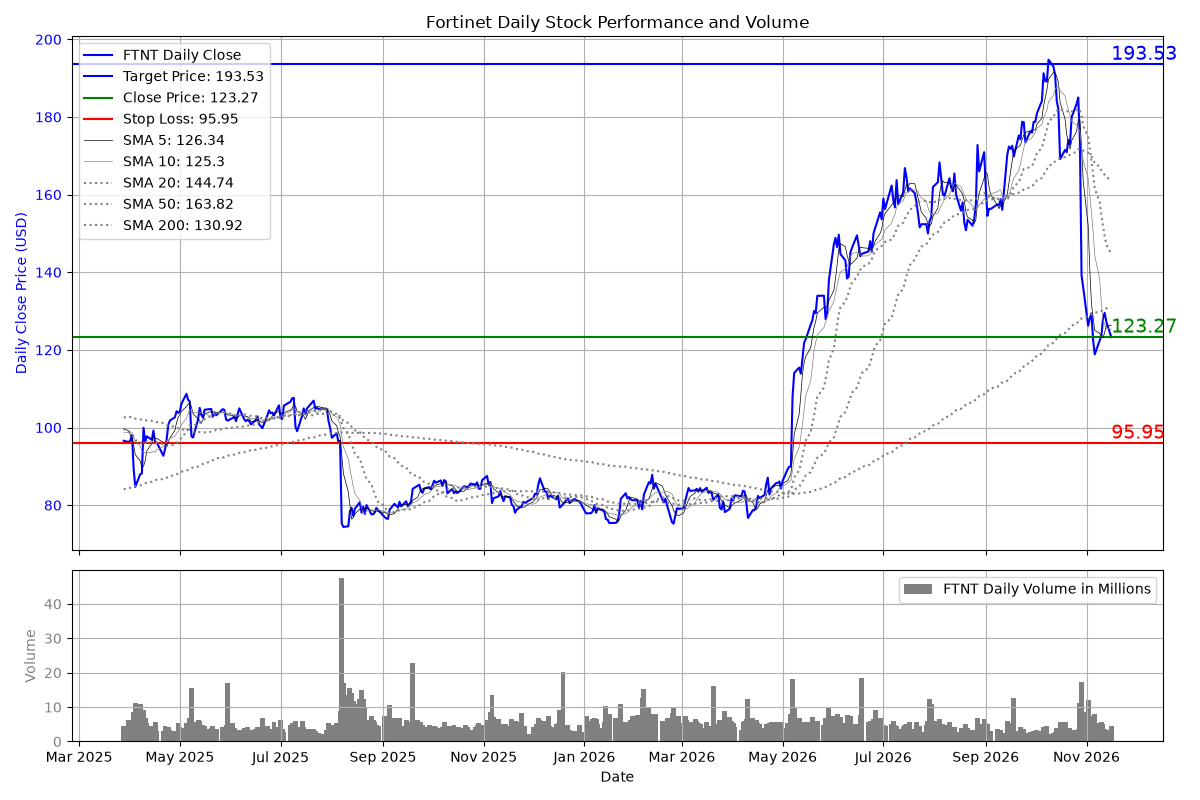 Fortinet Daily Stock Performance and Volume
200
180
160
140
120
100
80
Daily Close Price (USD)
FTNT Daily Close
Target Price: 193.53
Close Price: 123.27
Stop Loss: 95.95
SMA 5: 126.34
SMA 10: 125.3
SMA 20: 144.74
SMA 50: 163.82
SMA 200: 130.92
193.53
123.27
95.95
40
30
20
10
0
Volume
FTNT Daily Volume in Millions
Mar 2025 May 2025 Jul 2025 Sep 2025 Nov 2025 Jan 2026 Mar 2026 May 2026 Jul 2026 Sep 2026 Nov 2026
Date